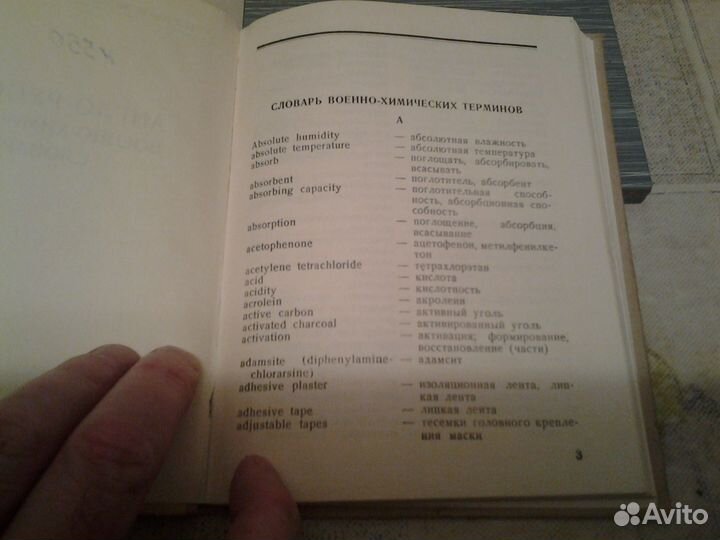 №556
АНГЛО-РУС
СЛОВАРЬ ВОЕННО-ХИМИЧЕСКИХ ТЕРМИНОВ
А
Absolute humidity — абсолютная влажность
absolute temperature — абсолютная температура
absorb — поглощать, абсорбировать,
всасывать
absorbent — поглотитель, абсорбент
absorbing capacity — поглотительная способ-
ность, абсорбционная спо-
собность
absorption — поглощение, абсорбция,
всасывание
acetophenone — ацетофенон, метилфенилке-
тон
acetylene tetrachloride — тетрахлорэтан
acid — кислота
acidity — кислотность
acrolein — акролеин
active carbon — активный уголь
activated charcoal — активированный уголь
activation — активация; формирование,
восстановление (части)
adamsite (diphenylamine- — адамсит
chlorarsine)
adhesive plaster — изоляционная лента, лип-
кая лента
adhesive tape — липкая лента
adjustable tapes — тесемки головного крепле-
ния маски
3
Avito